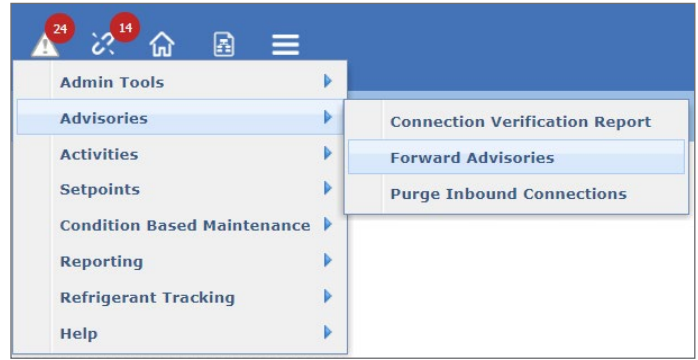 24
14
Admin Tools
Advisories
Connection Verification Report
Activities
Forward Advisories
Setpoints
Purge Inbound Connections
Condition Based Maintenance
Reporting
Refrigerant Tracking
Help